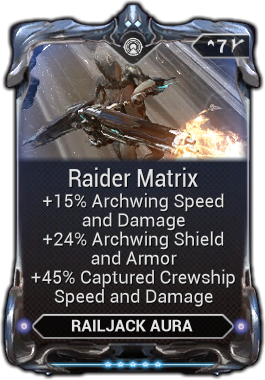 ^7
Raider Matrix
+15% Archwing Speed
and Damage
+24% Archwing Shield
and Armor
+45% Captured Crewship
Speed and Damage
RAILJACK AURA